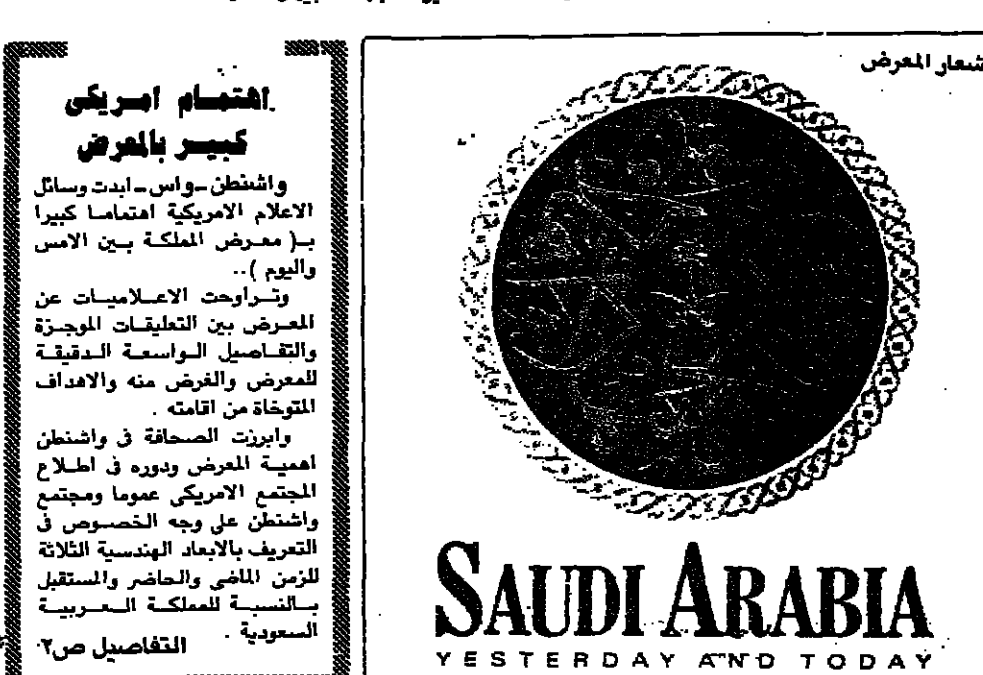 شعار المعرض
اهتمام امريكى
كبير بالمعرض
واشنطن - واس - ابدت وسائل
الاعلام الامريكية اهتماما كبيرا
بـ( معرض المملكة بين الامس
واليوم )..
وتراوحت الاعلاميات عن
المعرض بين التعليقات الموجزة
والتفاصيل الواسعة الدقيقة
للمعرض والغرض منه والاهداف
المتوخاة من اقامته .
وابرزت الصحافة فى واشنطن
اهمية المعرض ودوره فى اطلاع
المجتمع الامريكى عموما ومجتمع
واشنطن على وجه الخصوص فى
التعريف بالابعاد الهندسية الثلاثة
للزمن الماضى والحاضر والمستقبل
بالنسبة للمملكة العربية
السعودية .
التفاصيل ص٢
SAUDI ARABIA
YESTERDAY AND TODAY